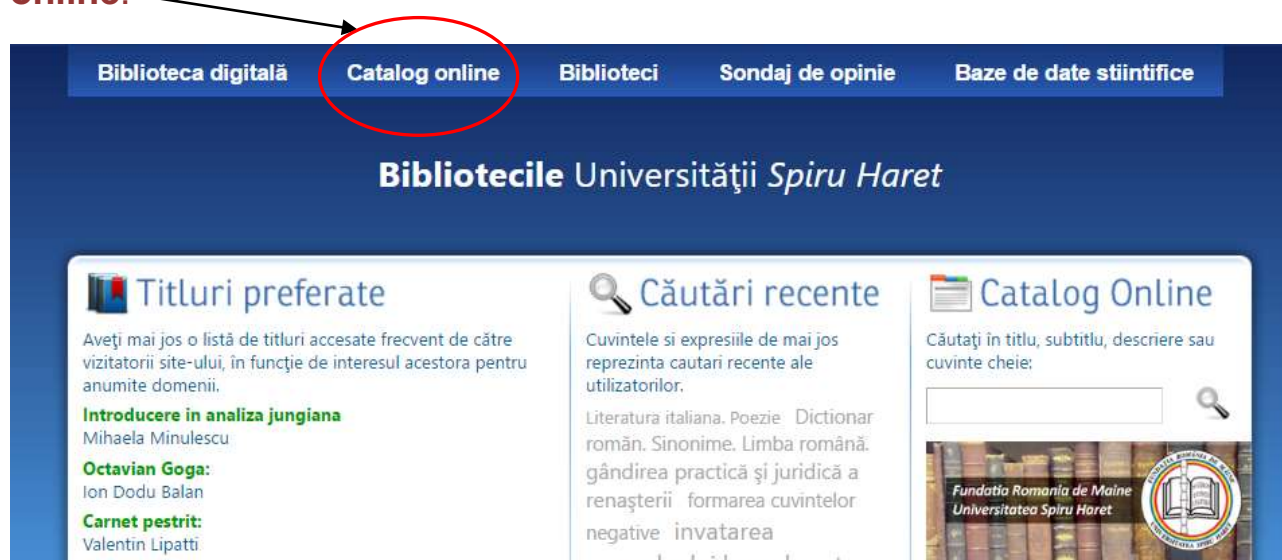 online.
Biblioteca digitală Catalog online Biblioteci Sondaj de opinie Baze de date stiintifice
Bibliotecile Universităţii Spiru Haret
Titluri preferate
Aveţi mai jos o listă de titluri accesate frecvent de către
vizitatorii site-ului, în funcţie de interesul acestora pentru
anumite domenii.
Introducere in analiza jungiana
Mihaela Minulescu
Octavian Goga:
Ion Dodu Balan
Carnet pestrit:
Valentin Lipatti
Căutări recente
Cuvintele si expresiile de mai jos
reprezinta cautari recente ale
utilizatorilor.
Literatura italiana. Poezie Dictionar
român. Sinonime. Limba română.
gândirea practică şi juridică a
renaşterii formarea cuvintelor
negative invatarea
Catalog Online
Căutaţi în titlu, subtitlu, descriere sau
cuvinte cheie:
Fundatia Romania de Maine
Universitatea Spiru Haret